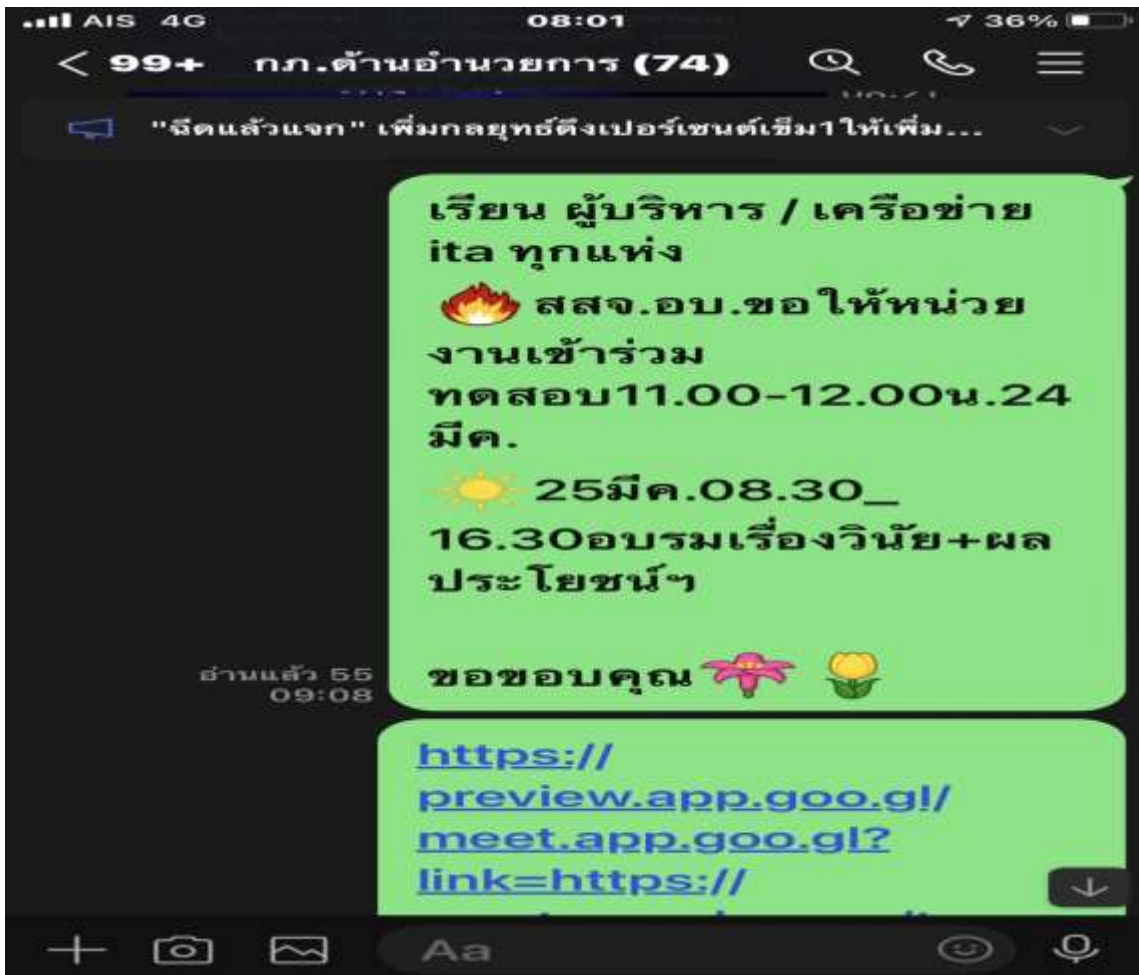 AIS 4G 08:01 36%
99+ กภ.ด้านอำนวยการ (74)
"ฉีดแล้วแจก" เพิ่มกลยุทธ์ดึงเปอร์เซนต์เข็ม1ให้เพิ่ม...
เรียน ผู้บริหาร / เครือข่าย
ita ทุกแห่ง
สสจ.อบ.ขอให้หน่วย
งานเข้าร่วม
ทดสอบ11.00-12.00น.24
มีค.
25มีค.08.30_
16.30อบรมเรื่องวินัย+ผล
ประโยชน์ฯ
ขอขอบคุณ
อ่านแล้ว 55
09:08
https://
preview.app.goo.gl/
meet.app.goo.gl?
link=https://
Aa